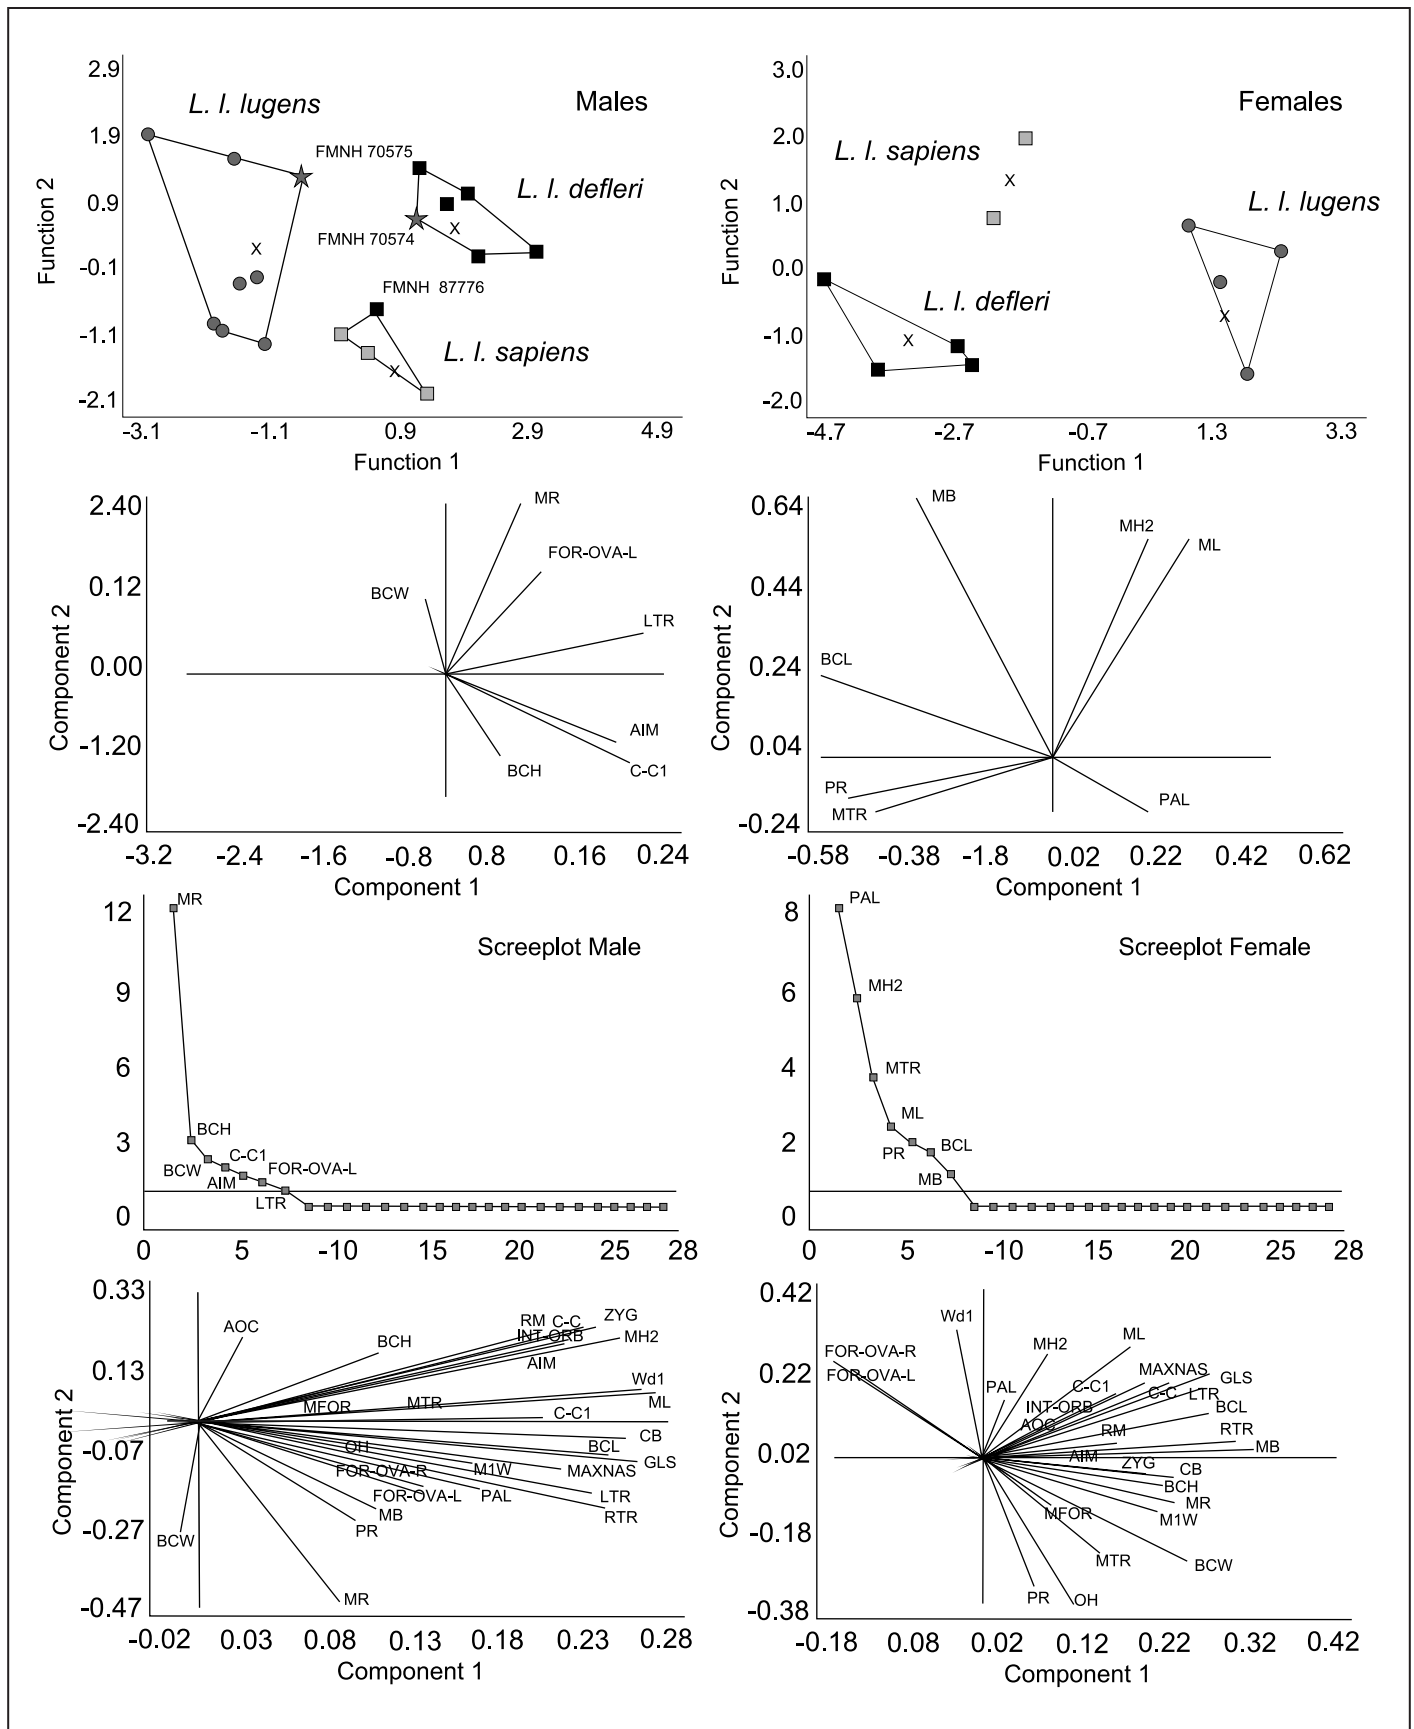 2.9
1.9
0.9
-0.1
-1.1
-2.1
Function 2
L. l. lugens
Males
FMNH 70575
L. l. defleri
FMNH 70574
FMNH 87776
L. l. sapiens
X
X
X
-3.1
-1.1
0.9
2.9
4.9
Function 1
3.0
2.0
1.0
0.0
-1.0
-2.0
Function 2
Females
L. l. sapiens
L. l. lugens
L. l. defleri
X
X
X
-4.7
-2.7
-0.7
1.3
3.3
Function 1
2.40
0.12
0.00
-1.20
-2.40
Component 2
MR
FOR-OVA-L
BCW
LTR
AIM
BCH
C-C1
-3.2
-2.4
-1.6
-0.8
0.8
0.16
0.24
Component 1
0.64
0.44
0.24
0.04
-0.24
Component 2
MB
MH2
ML
BCL
PR
MTR
PAL
-0.58
-0.38
-1.8
0.02
0.22
0.42
0.62
Component 1
12
9
6
3
0
MR
Screeplot Male
BCH
BCW
C-C1
AIM
FOR-OVA-L
LTR
0
5
-10
15
20
25
28
8
6
4
2
0
PAL
Screeplot Female
MH2
MTR
ML
PR
BCL
MB
0
5
-10
15
20
25
28
0.33
0.13
-0.07
-0.27
-0.47
Component 2
AOC
BCH
RM
C-C
ZYG
INT-ORB
MH2
AIM
Wd1
MFOR
MTR
ML
C-C1
CB
OH
BCL
GLS
FOR-OVA-R
M1W
MAXNAS
FOR-OVA-L
PAL
LTR
MB
RTR
PR
BCW
MR
-0.02
0.03
0.08
0.13
0.18
0.23
0.28
Component 1
0.42
0.22
0.02
-0.18
-0.38
Component 2
Wd1
FOR-OVA-R
FOR-OVA-L
MH2
ML
PAL
C-C1
MAXNAS
GLS
C-C
LTR
INT-ORB
BCL
AOC
RM
RTR
AIM
MB
ZYG
CB
BCH
MFOR
MR
M1W
MTR
BCW
PR
OH
-0.18
0.08
0.02
0.12
0.22
0.32
0.42
Component 1